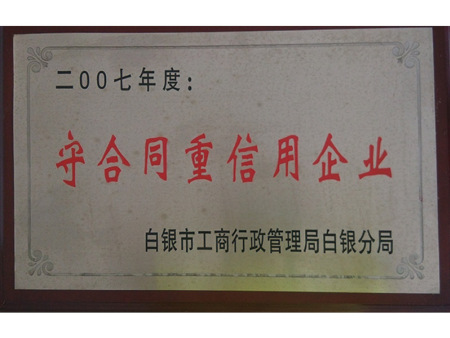 二00七年度：
守合同重信用企业
白银市工商行政管理局白银分局